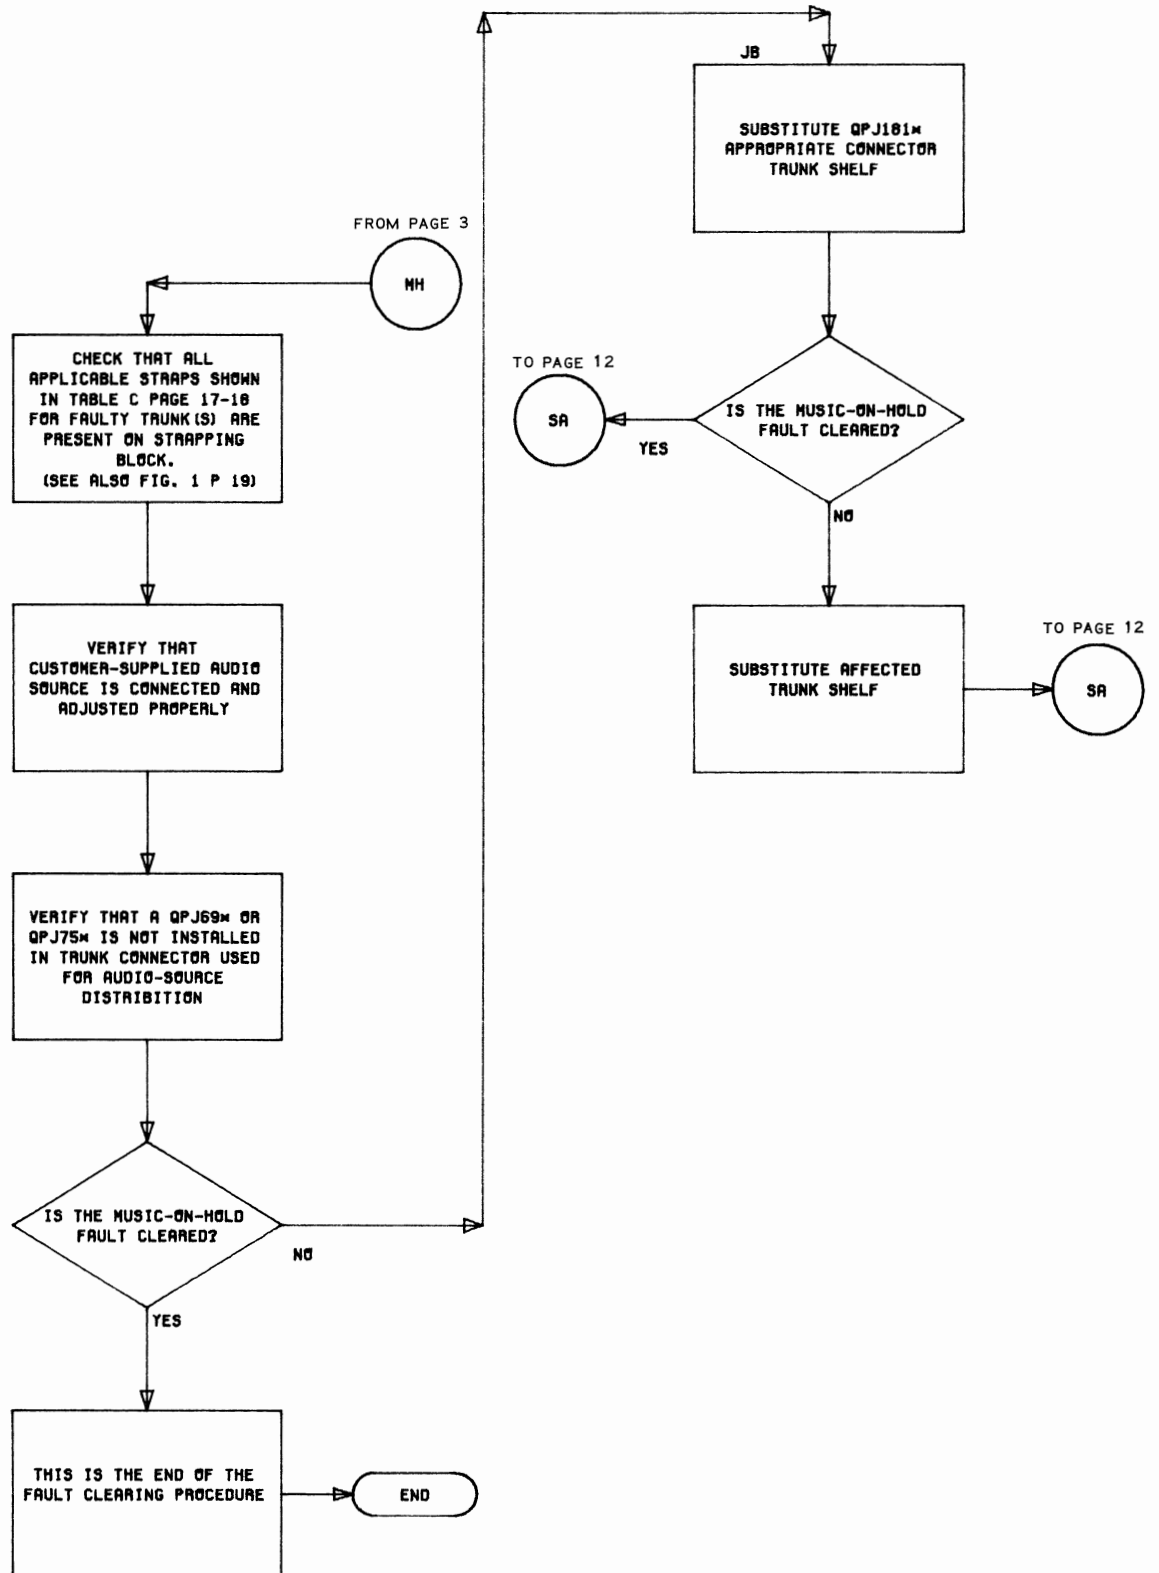 FROM PAGE 3
MH
CHECK THAT ALL
APPLICABLE STRAPS SHOWN
IN TABLE C PAGE 17-18
FOR FAULTY TRUNK(S) ARE
PRESENT ON STRAPPING
BLOCK.
(SEE ALSO FIG. 1 P 19)
VERIFY THAT
CUSTOMER-SUPPLIED AUDIO
SOURCE IS CONNECTED AND
ADJUSTED PROPERLY
VERIFY THAT A QPJ69* OR
QPJ75* IS NOT INSTALLED
IN TRUNK CONNECTOR USED
FOR AUDIO-SOURCE
DISTRIBITION
IS THE MUSIC-ON-HOLD
FAULT CLEARED?
NO
YES
THIS IS THE END OF THE
FAULT CLEARING PROCEDURE
END
JB
SUBSTITUTE QPJ181*
APPROPRIATE CONNECTOR
TRUNK SHELF
IS THE MUSIC-ON-HOLD
FAULT CLEARED?
TO PAGE 12
SA
YES
NO
SUBSTITUTE AFFECTED
TRUNK SHELF
TO PAGE 12
SA